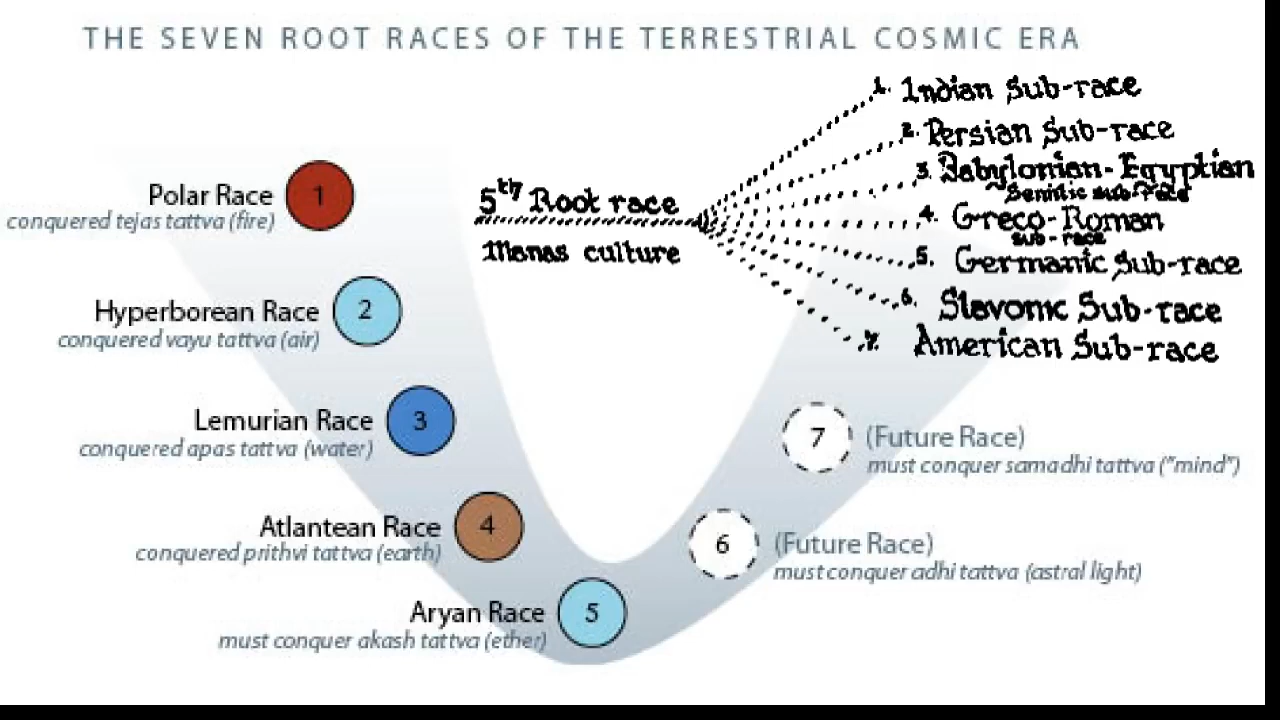 THE SEVEN ROOT RACES OF THE TERRESTRIAL COSMIC ERA
Polar Race 1
conquered tejas tattva (fire)
Hyperborean Race 2
conquered vayu tattva (air)
Lemurian Race 3
conquered apas tattva (water)
Atlantean Race 4
conquered prithvi tattva (earth)
Aryan Race 5
must conquer akash tattva (ether)
6 (Future Race)
must conquer adhi tattva (astral light)
7 (Future Race)
must conquer samadhi tattva ("mind")
5th Root race
Manas culture
1. Indian Sub-race
2. Persian Sub-race
3. Babylonian-Egyptian
Semitic sub-race
4. Greco-Roman
sub-race
5. Germanic Sub-race
6. Slavonic Sub-race
7. American Sub-race